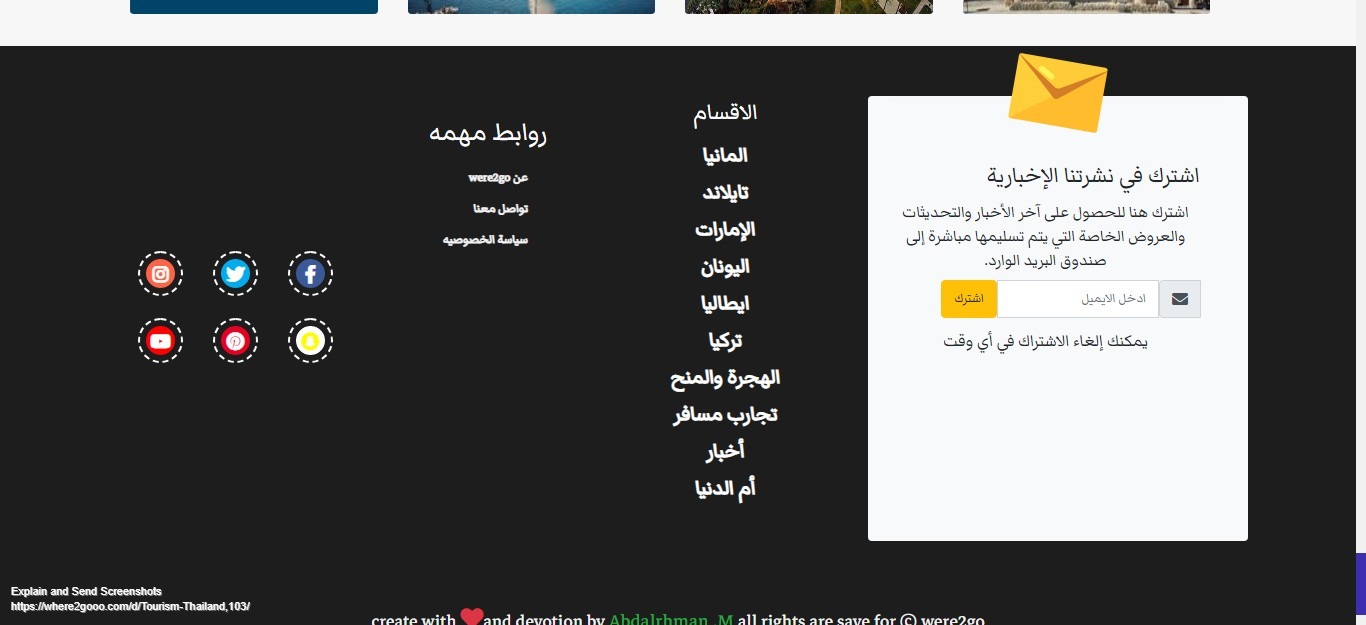 اشترك في نشرتنا الإخبارية
اشترك هنا للحصول على آخر الأخبار والتحديثات
والعروض الخاصة التي يتم تسليمها مباشرة إلى
صندوق البريد الوارد.
ادخل الايميل
اشترك
يمكنك إلغاء الاشتراك في أي وقت
الاقسام
المانيا
تايلاند
الإمارات
اليونان
ايطاليا
تركيا
الهجرة والمنح
تجارب مسافر
أخبار
أم الدنيا
روابط مهمه
عن were2go
تواصل معنا
سياسة الخصوصيه
Explain and Send Screenshots
https://where2gooo.com/d/Tourism-Thailand,103/
create with ❤and devotion by Abdalrhman_M all rights are save for © were2go